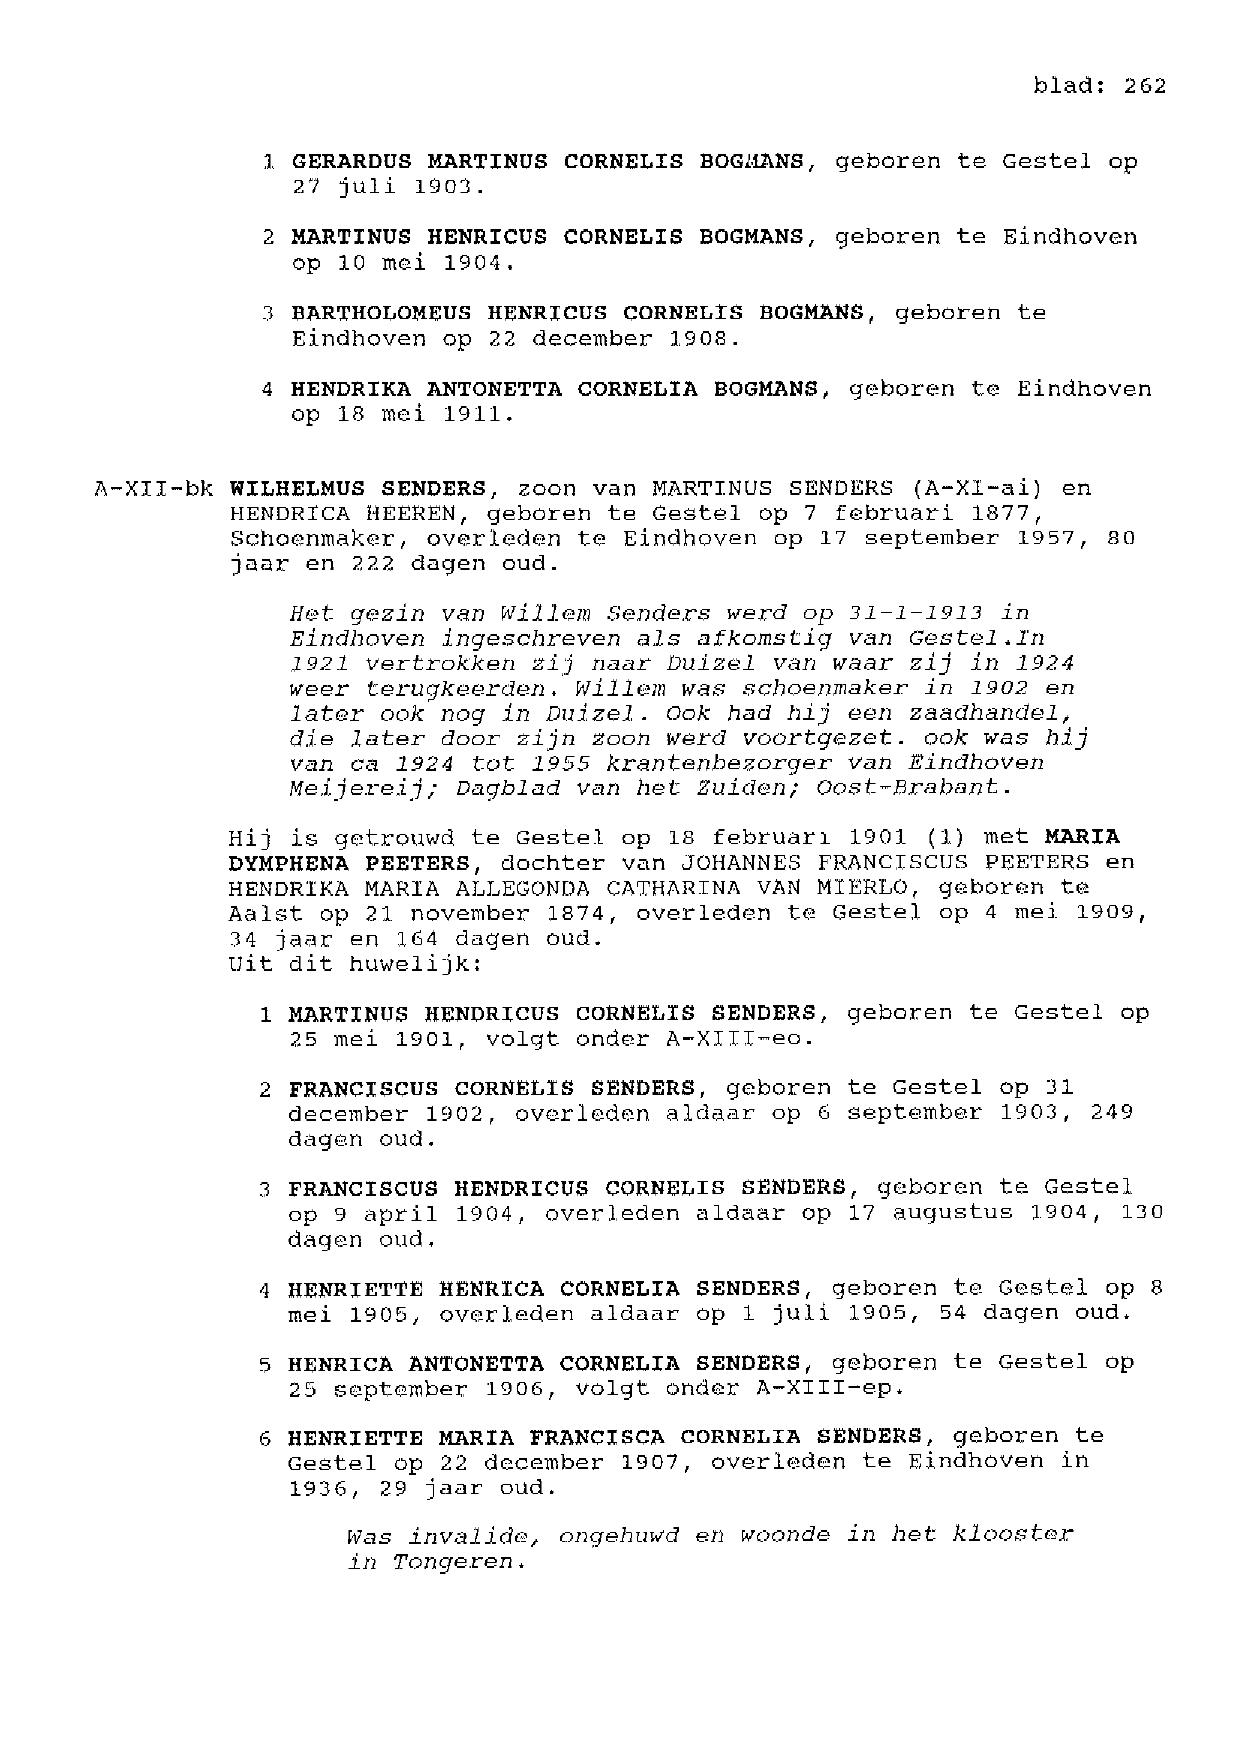 blad: 262
1 GERARDUS MARTINUS CORNELIS BOGMANS, geboren te Gestel op
27 juli 1903.
2 MARTINUS HENRICUS CORNELIS BOGMANS, geboren te Eindhoven
op 10 mei 1904.
3 BARTHOLOMEUS HENRICUS CORNELIS BOGMANS, geboren te
Eindhoven op 22 december 1908.
4 HENDRIKA ANTONETTA CORNELIA BOGMANS, geboren te Eindhoven
op 18 mei 1911.
A-XII-bk WILHELMUS SENDERS, zoon van MARTINUS SENDERS (A-XI-ai) en
HENDRICA HEEREN, geboren te Gestel op 7 februari 1877,
Schoenmaker, overleden te Eindhoven op 17 september 1957, 80
jaar en 222 dagen oud.
Het gezin van Willem Senders werd op 31-1-1913 in
Eindhoven ingeschreven als afkomstig van Gestel.In
1921 vertrokken zij naar Duizel van waar zij in 1924
weer terugkeerden. Willem was schoenmaker in 1902 en
later ook nog in Duizel. Ook had hij een zaadhandel,
die later door zijn zoon werd voortgezet. ook was hij
van ca 1924 tot 1955 krantenbezorger van Eindhoven
Meijereij; Dagblad van het Zuiden; Oost-Brabant.
Hij is getrouwd te Gestel op 18 februari 1901 (1) met MARIA
DYMPHENA PEETERS, dochter van JOHANNES FRANCISCUS PEETERS en
HENDRIKA MARIA ALLEGONDA CATHARINA VAN MIERLO, geboren te
Aalst op 21 november 1874, overleden te Gestel op 4 mei 1909,
34 jaar en 164 dagen oud.
Uit dit huwelijk:
1 MARTINUS HENDRICUS CORNELIS SENDERS, geboren te Gestel op
25 mei 1901, volgt onder A-XIII-eo.
2 FRANCISCUS CORNELIS SENDERS, geboren te Gestel op 31
december 1902, overleden aldaar op 6 september 1903, 249
dagen oud.
3 FRANCISCUS HENDRICUS CORNELIS SENDERS, geboren te Gestel
op 9 april 1904, overleden aldaar op 17 augustus 1904, 130
dagen oud.
4 HENRIETTE HENRICA CORNELIA SENDERS, geboren te Gestel op 8
mei 1905, overleden aldaar op 1 juli 1905, 54 dagen oud.
5 HENRICA ANTONETTA CORNELIA SENDERS, geboren te Gestel op
25 september 1906, volgt onder A-XIII-ep.
6 HENRIETTE MARIA FRANCISCA CORNELIA SENDERS, geboren te
Gestel op 22 december 1907, overleden te Eindhoven in
1936, 29 jaar oud.
Was invalide, ongehuwd en woonde in het klooster
in Tongeren.